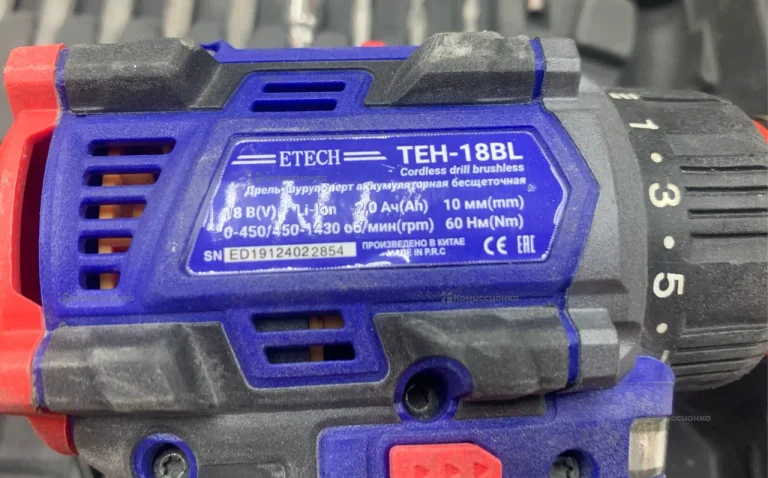 ETECH TEH-18BL
Cordless drill brushless
Дрель-шуруповерт аккумуляторная бесщеточная
18 В(V) Li-Ion 0 Ач(Ah) 10 мм(mm)
0-450/450-1430 об/мин(rpm) 60 Нм(Nm)
SN ED19124022854
ПРОИЗВЕДЕНО В КИТАЕ
MADE IN P.R.C
CE EAC
1
3
5
Комиссионка
Комиссионка